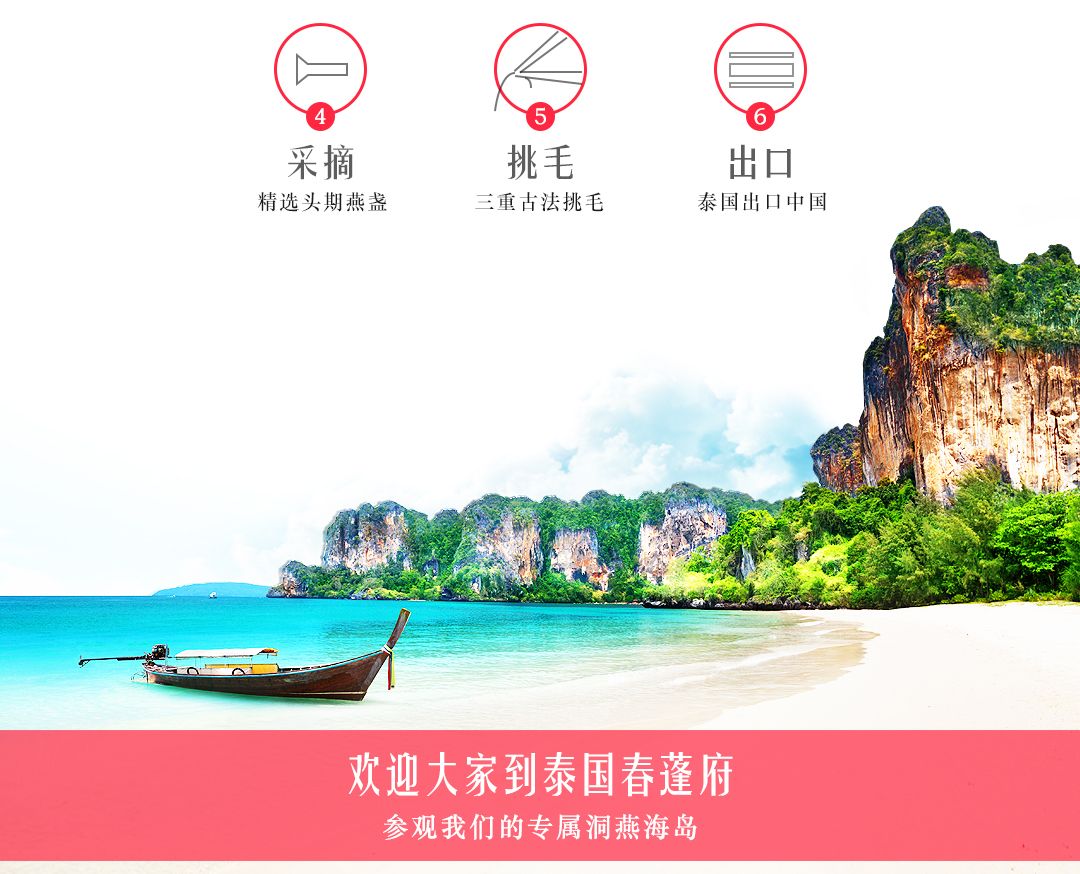 4 5 6
采摘 挑毛 出口
精选头期燕盏 三重古法挑毛 泰国出口中国
欢迎大家到泰国春蓬府
参观我们的专属洞燕海岛